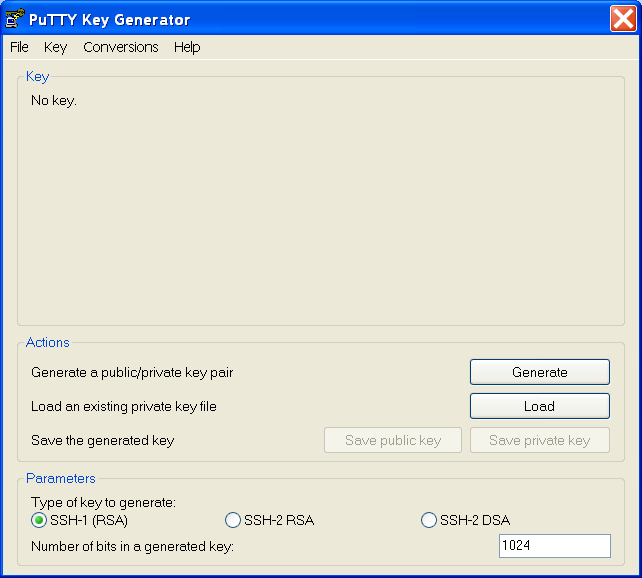 PuTTY Key Generator
File Key Conversions Help
Key
No key.
Actions
Generate a public/private key pair Generate
Load an existing private key file Load
Save the generated key Save public key Save private key
Parameters
Type of key to generate:
SSH-1 (RSA) SSH-2 RSA SSH-2 DSA
Number of bits in a generated key: 1024